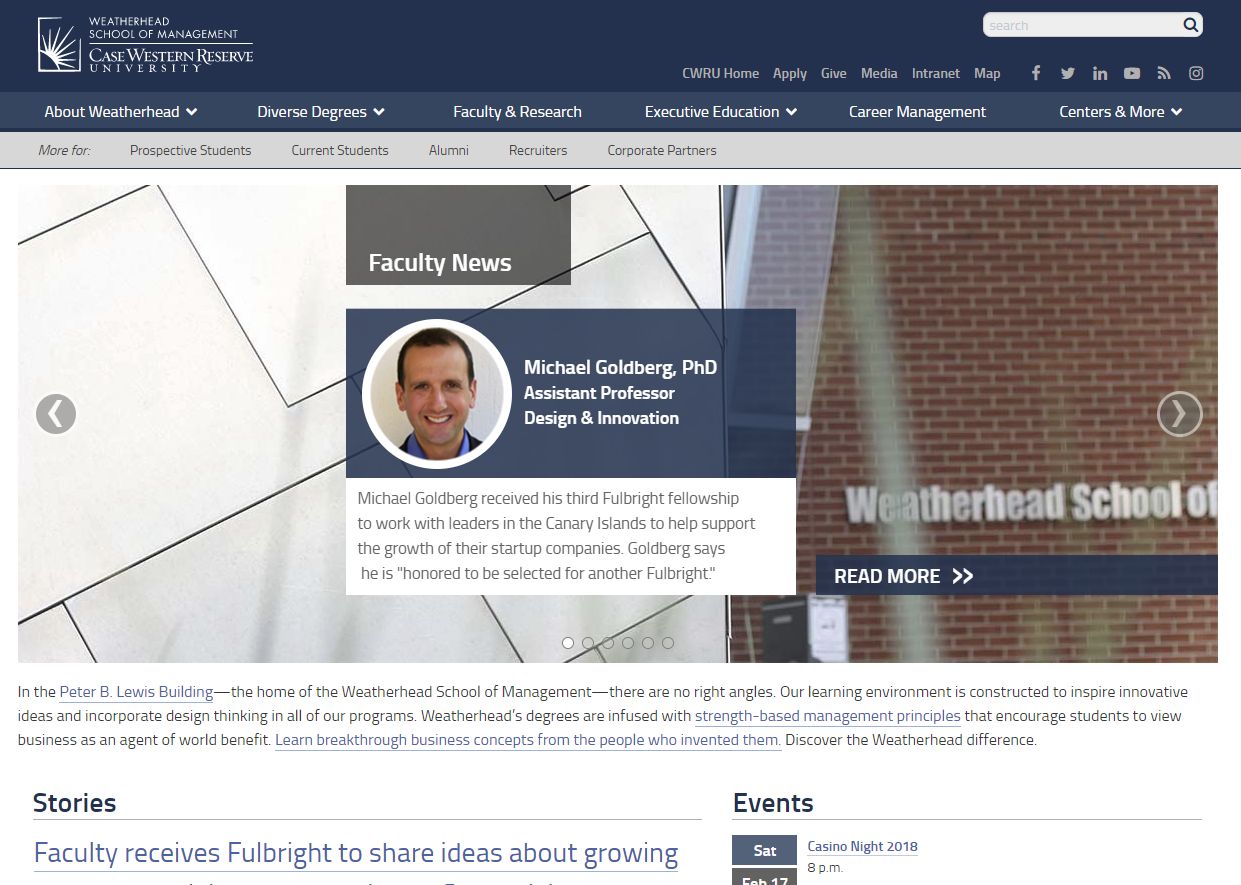 WEATHERHEAD
SCHOOL OF MANAGEMENT
CASE WESTERN RESERVE
UNIVERSITY
search
CWRU Home Apply Give Media Intranet Map
About Weatherhead Diverse Degrees Faculty & Research Executive Education Career Management Centers & More
More for: Prospective Students Current Students Alumni Recruiters Corporate Partners
Faculty News
Michael Goldberg, PhD
Assistant Professor
Design & Innovation
Michael Goldberg received his third Fulbright fellowship
to work with leaders in the Canary Islands to help support
the growth of their startup companies. Goldberg says
he is "honored to be selected for another Fulbright."
Weatherhead School of
READ MORE
In the Peter B. Lewis Building—the home of the Weatherhead School of Management—there are no right angles. Our learning environment is constructed to inspire innovative
ideas and incorporate design thinking in all of our programs. Weatherhead's degrees are infused with strength-based management principles that encourage students to view
business as an agent of world benefit. Learn breakthrough business concepts from the people who invented them. Discover the Weatherhead difference.
Stories
Faculty receives Fulbright to share ideas about growing
Events
Sat
Feb 17
Casino Night 2018
8 p.m.